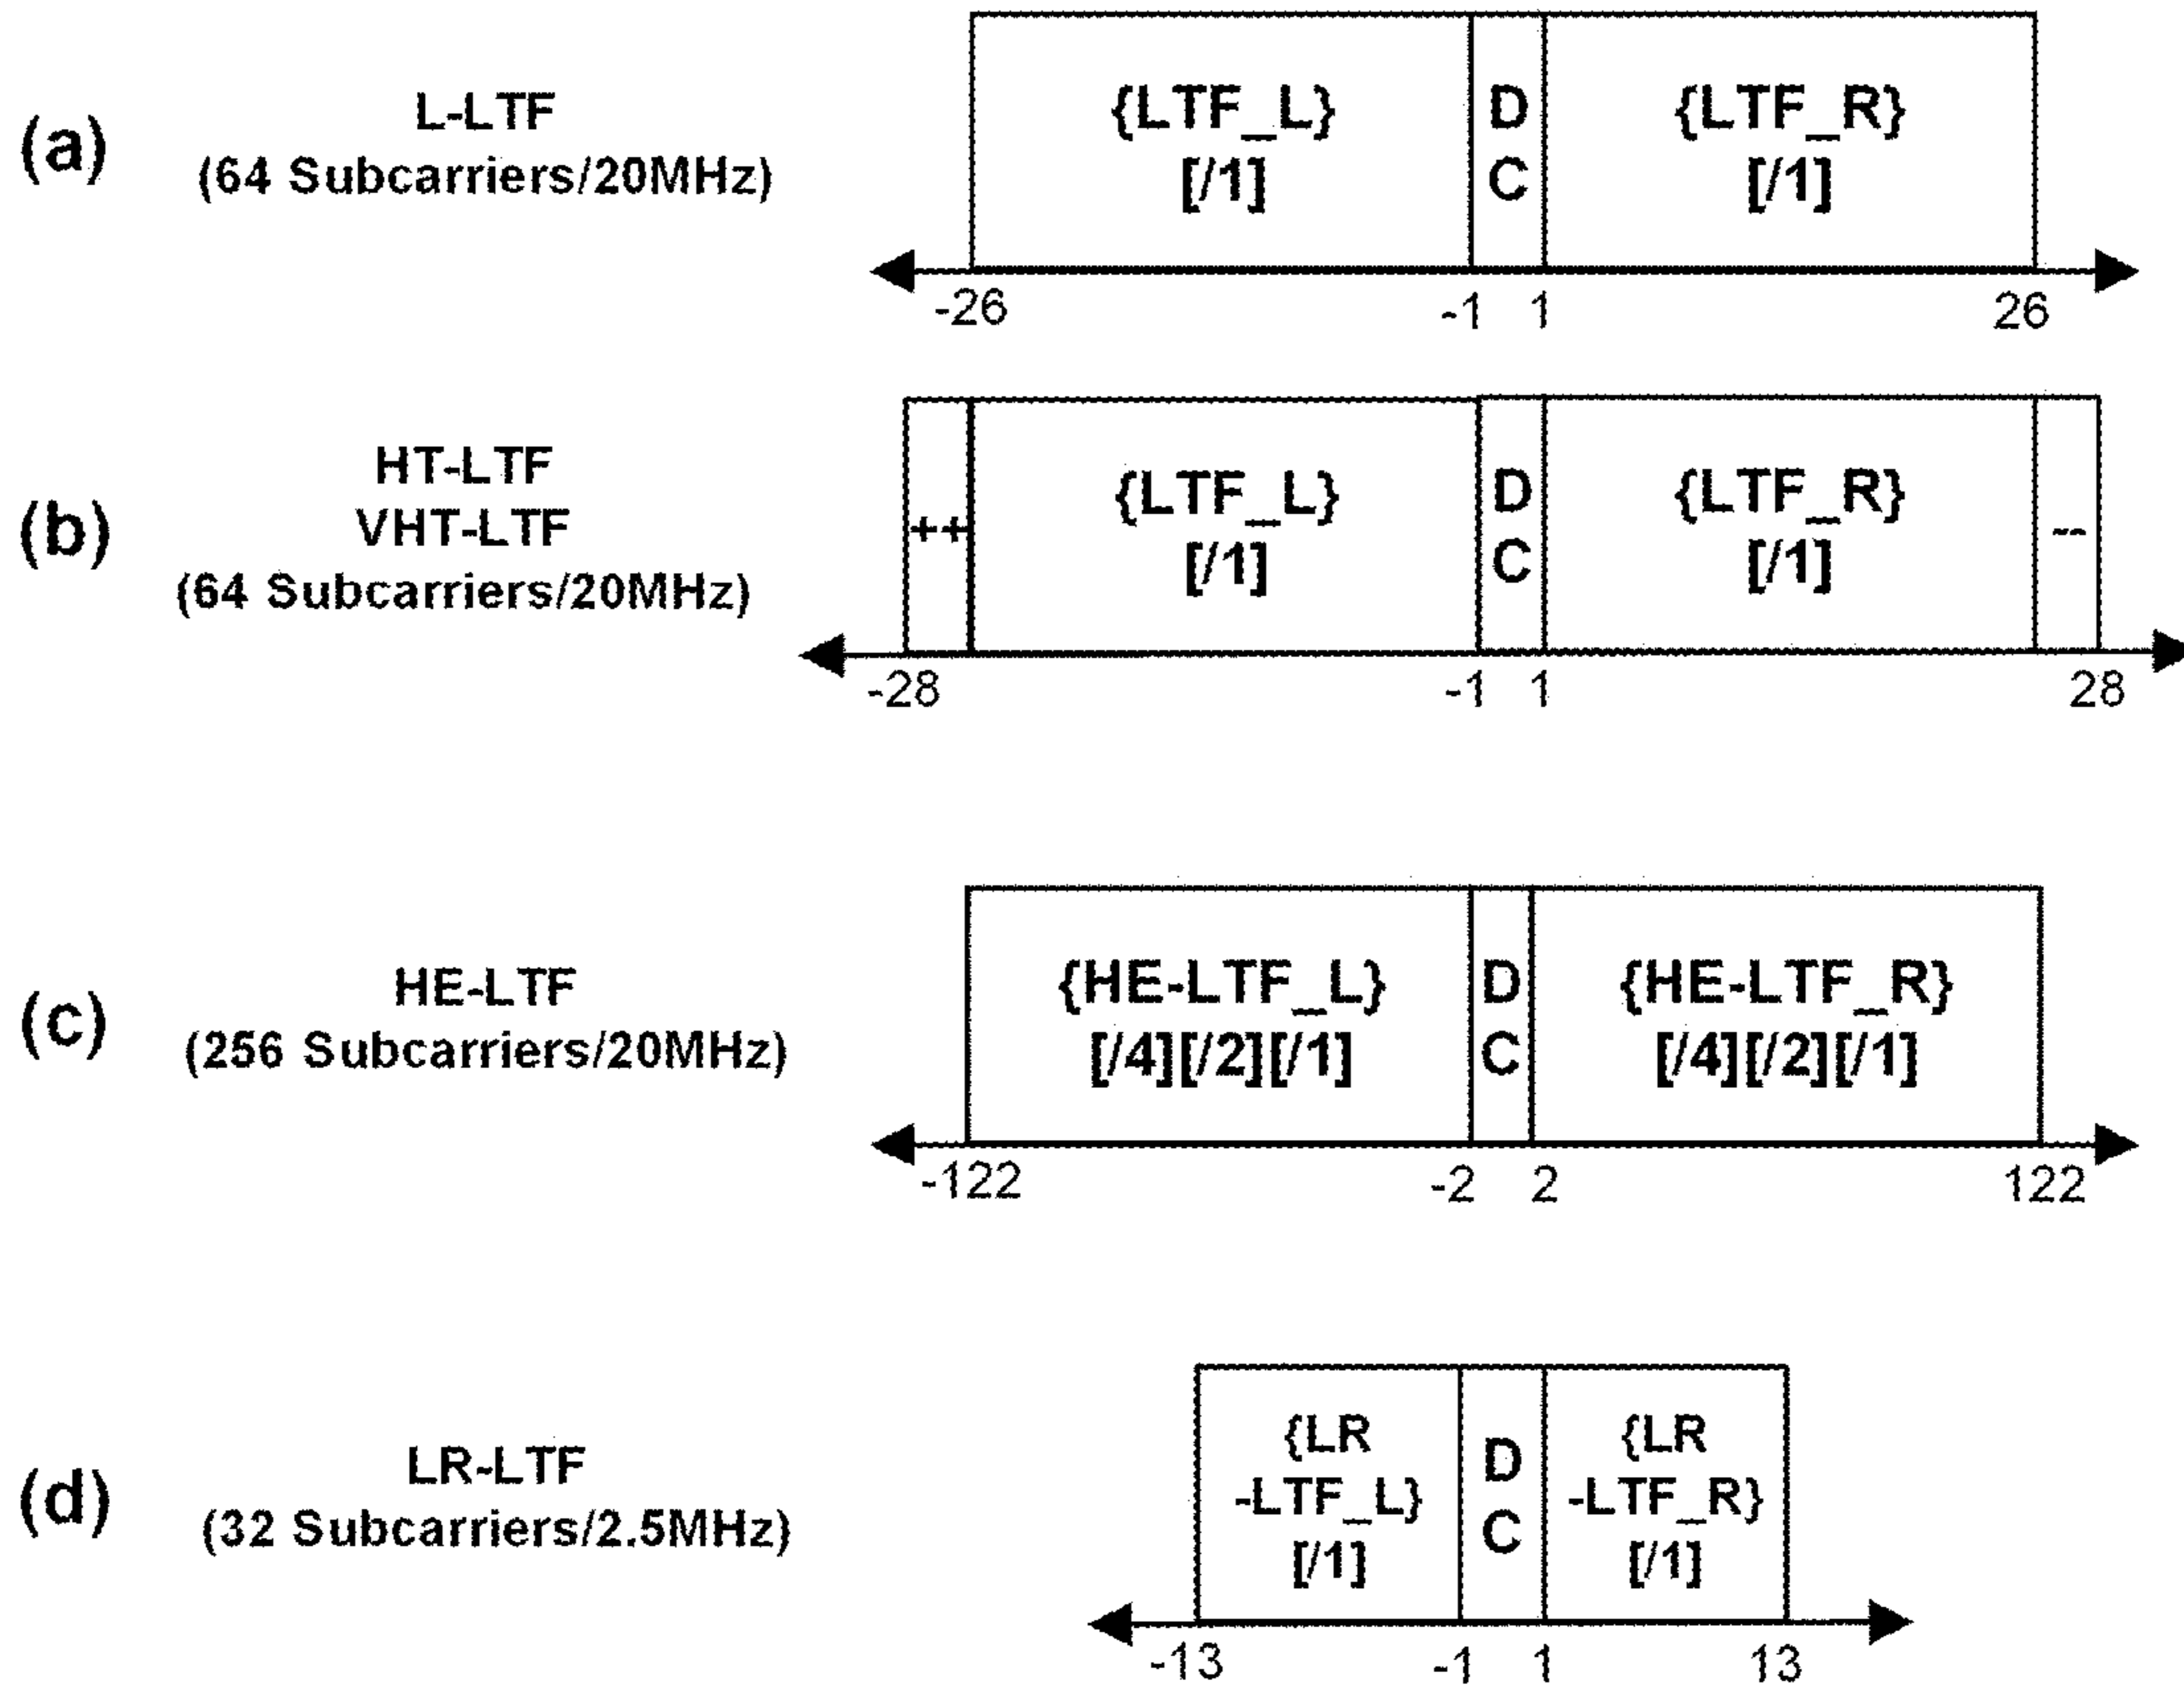 (a)
L-LTF
(64 Subcarriers/20MHz)
{LTF_L}
[/1]
D
C
{LTF_R}
[/1]
-26
-1
1
26
(b)
HT-LTF
VHT-LTF
(64 Subcarriers/20MHz)
++
{LTF_L}
[/1]
D
C
{LTF_R}
[/1]
--
-28
-1
1
28
(c)
HE-LTF
(256 Subcarriers/20MHz)
{HE-LTF_L}
[/4][/2][/1]
D
C
{HE-LTF_R}
[/4][/2][/1]
-122
-2
2
122
(d)
LR-LTF
(32 Subcarriers/2.5MHz)
{LR
-LTF_L}
[/1]
D
C
{LR
-LTF_R}
[/1]
-13
-1
1
13